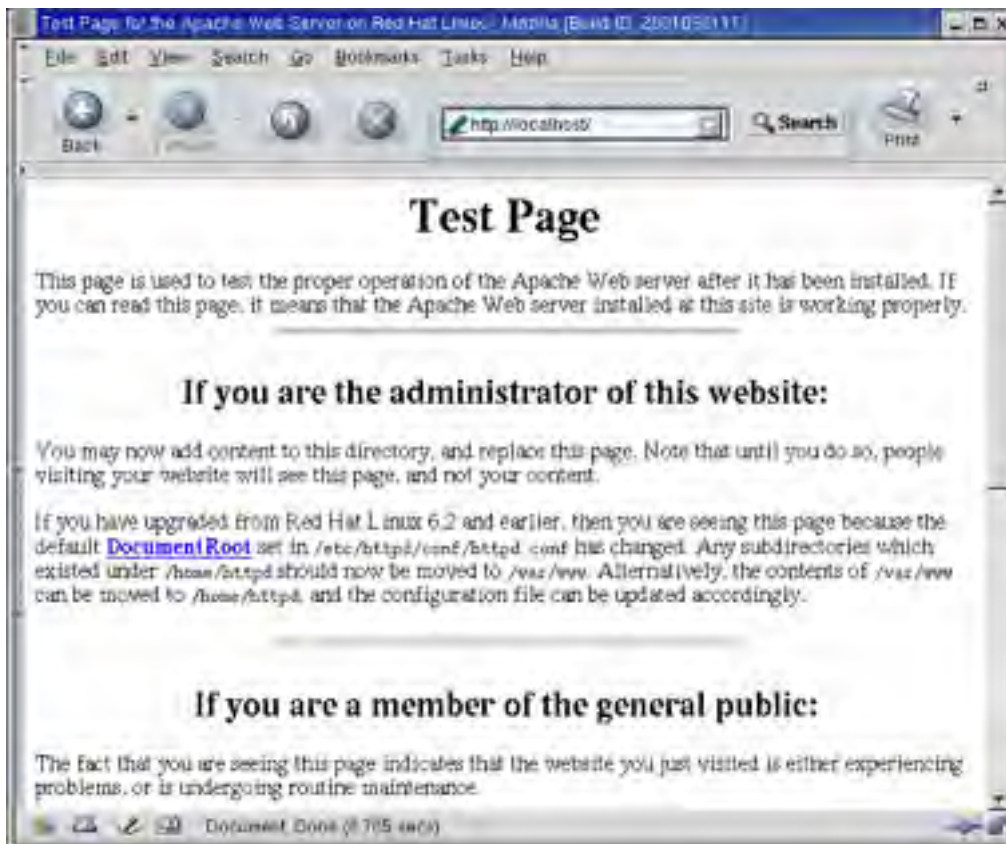 Test Page for the Apache Web Server on Red Hat Linux - Mozilla {Build ID:
File Edit View Search Go Bookmarks Tasks Help
http://localhost/
Search
Back
Print
Test Page
This page is used to test the proper operation of the Apache Web server after it has been installed. If
you can read this page, it means that the Apache Web server installed at this site is working properly.
If you are the administrator of this website:
You may now add content to this directory, and replace this page. Note that until you do so, people
visiting your website will see this page, and not your content.
If you have upgraded from Red Hat Linux 6.2 and earlier, then you are seeing this page because the
default DocumentRoot set in /etc/httpd/conf/httpd.conf has changed. Any subdirectories which
existed under /home/httpd should now be moved to /var/www. Alternatively, the contents of /var/www
can be moved to /home/httpd, and the configuration file can be updated accordingly.
If you are a member of the general public:
The fact that you are seeing this page indicates that the website you just visited is either experiencing
problems, or is undergoing routine maintenance.
Document: Done secs)